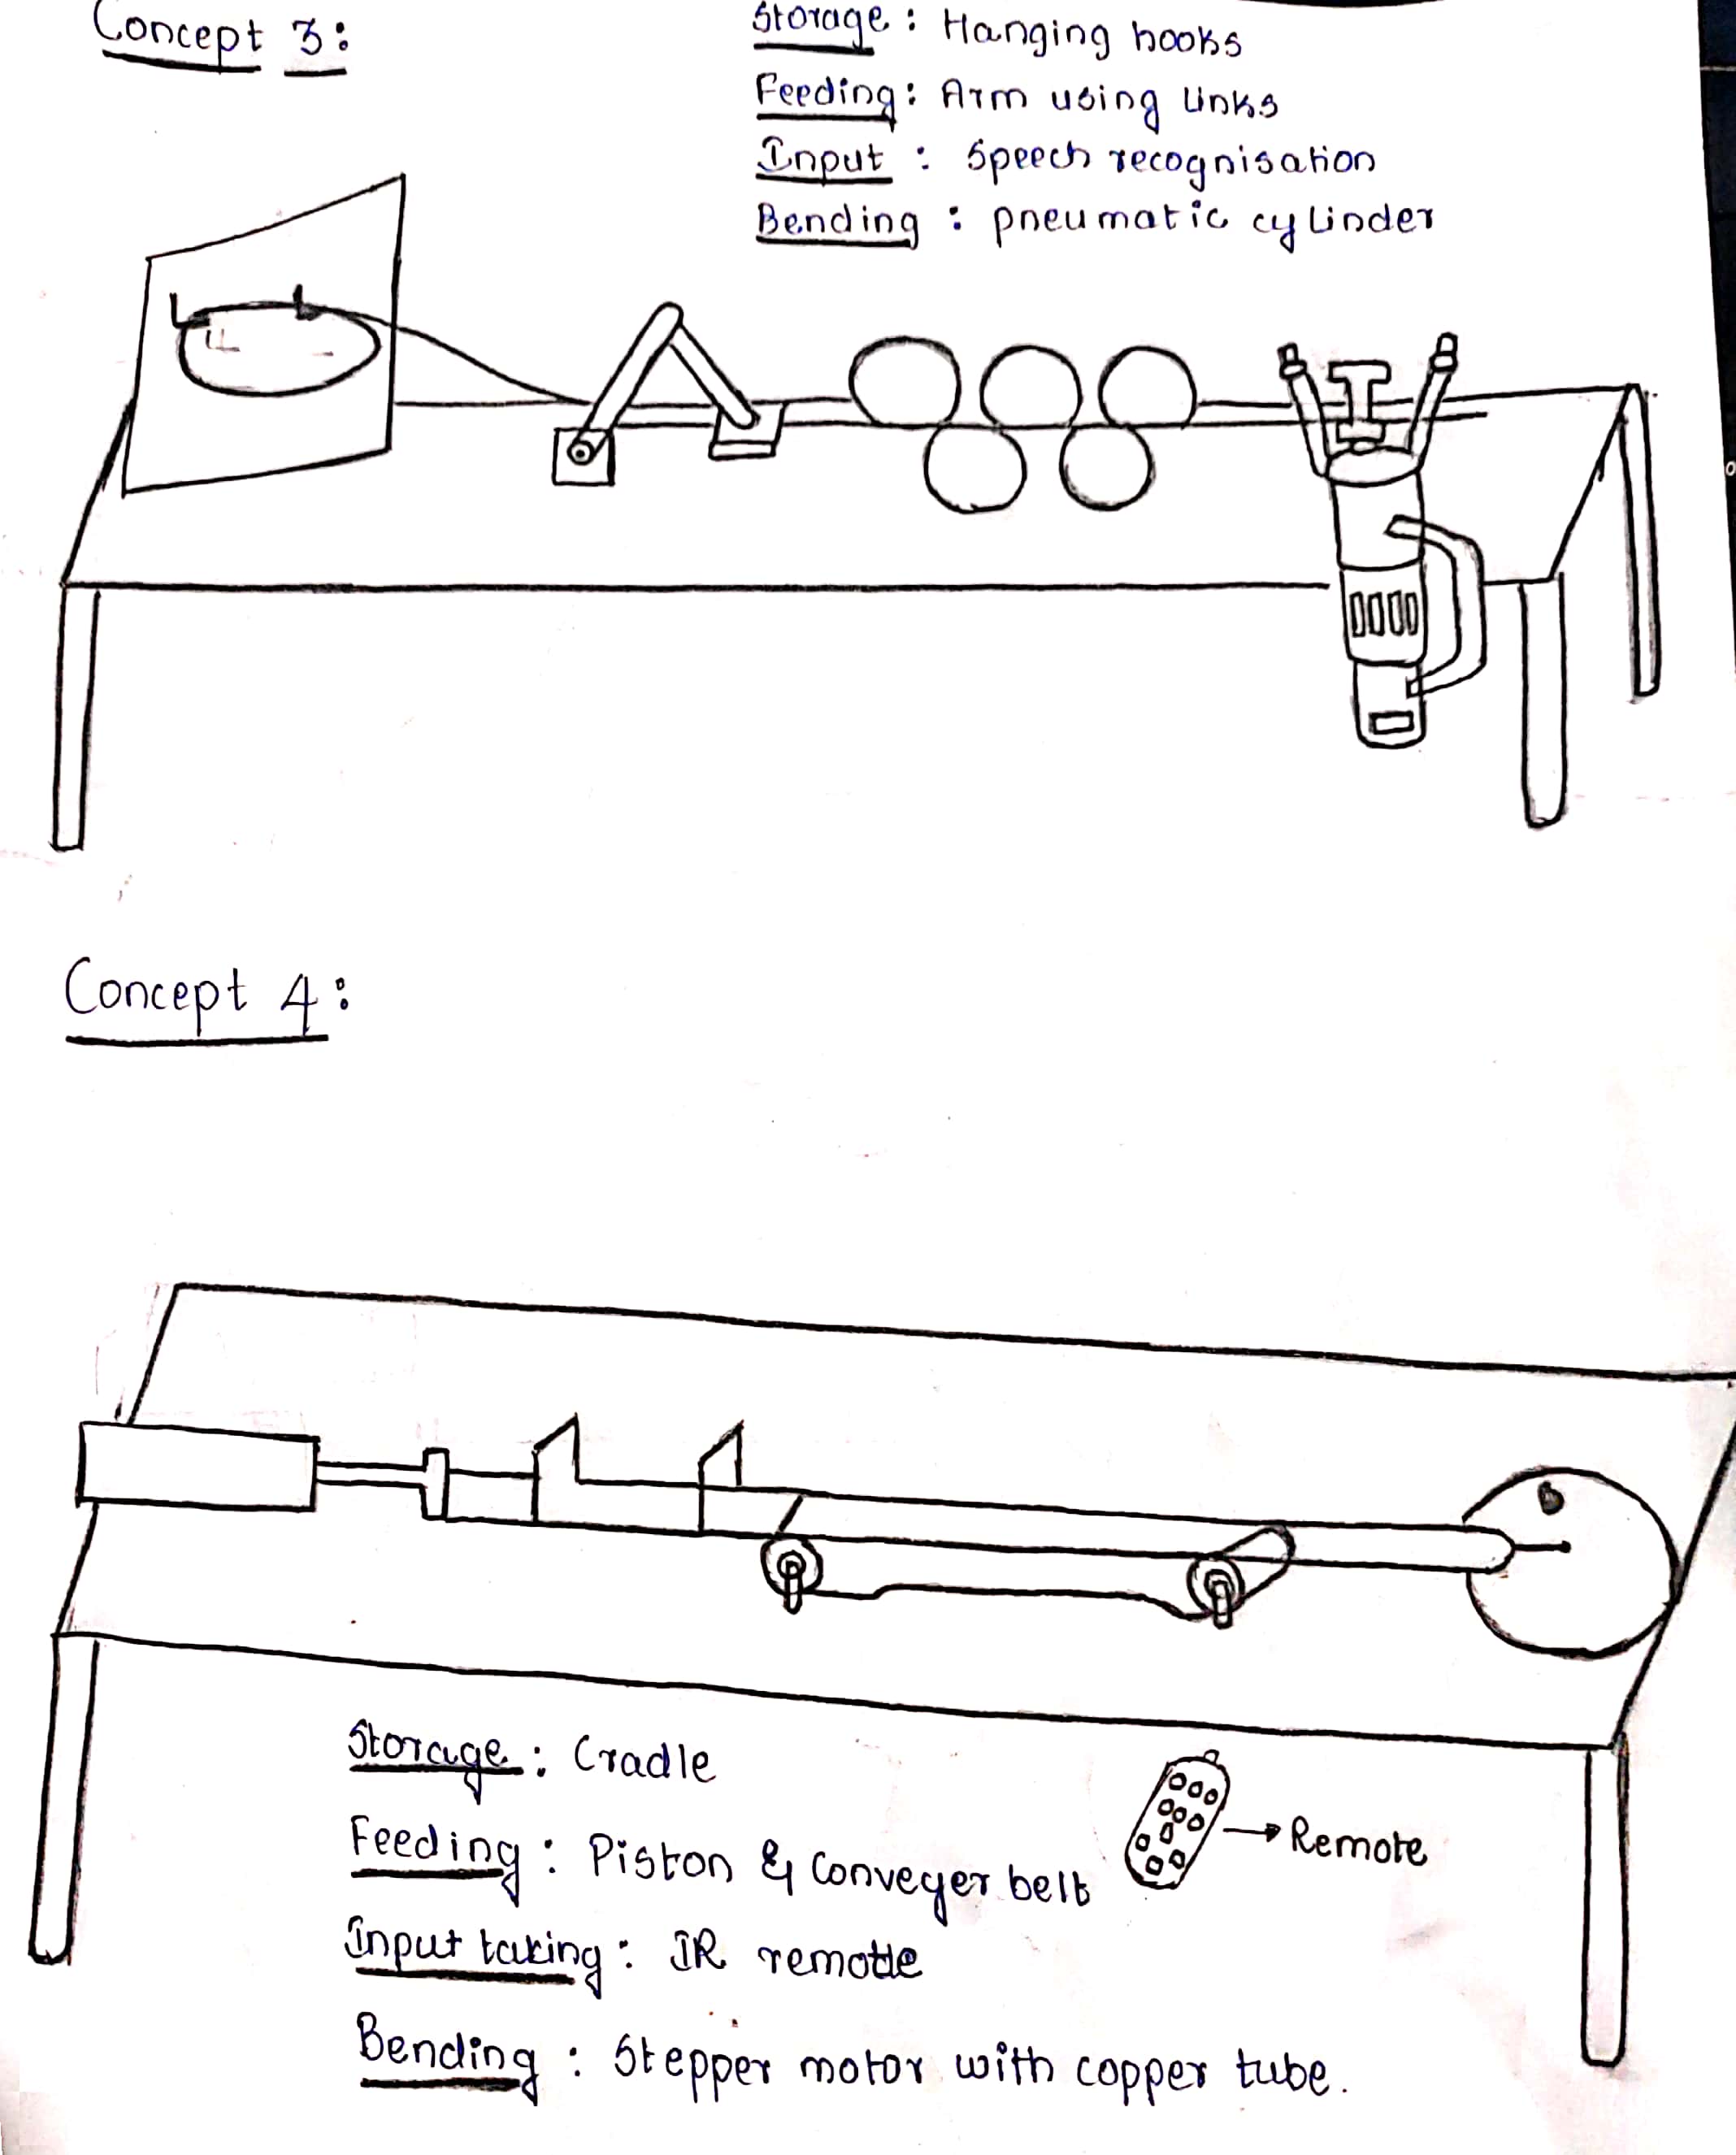 Concept 3:
Storage : Hanging hooks
Feeding : Arm using Links
Input : Speech recognisation
Bending : pneumatic cylinder
Concept 4:
Storage : Cradle
Feeding : Piston & Conveyer belt
→ Remote
Input taking : IR remote
Bending : Stepper motor with copper tube.